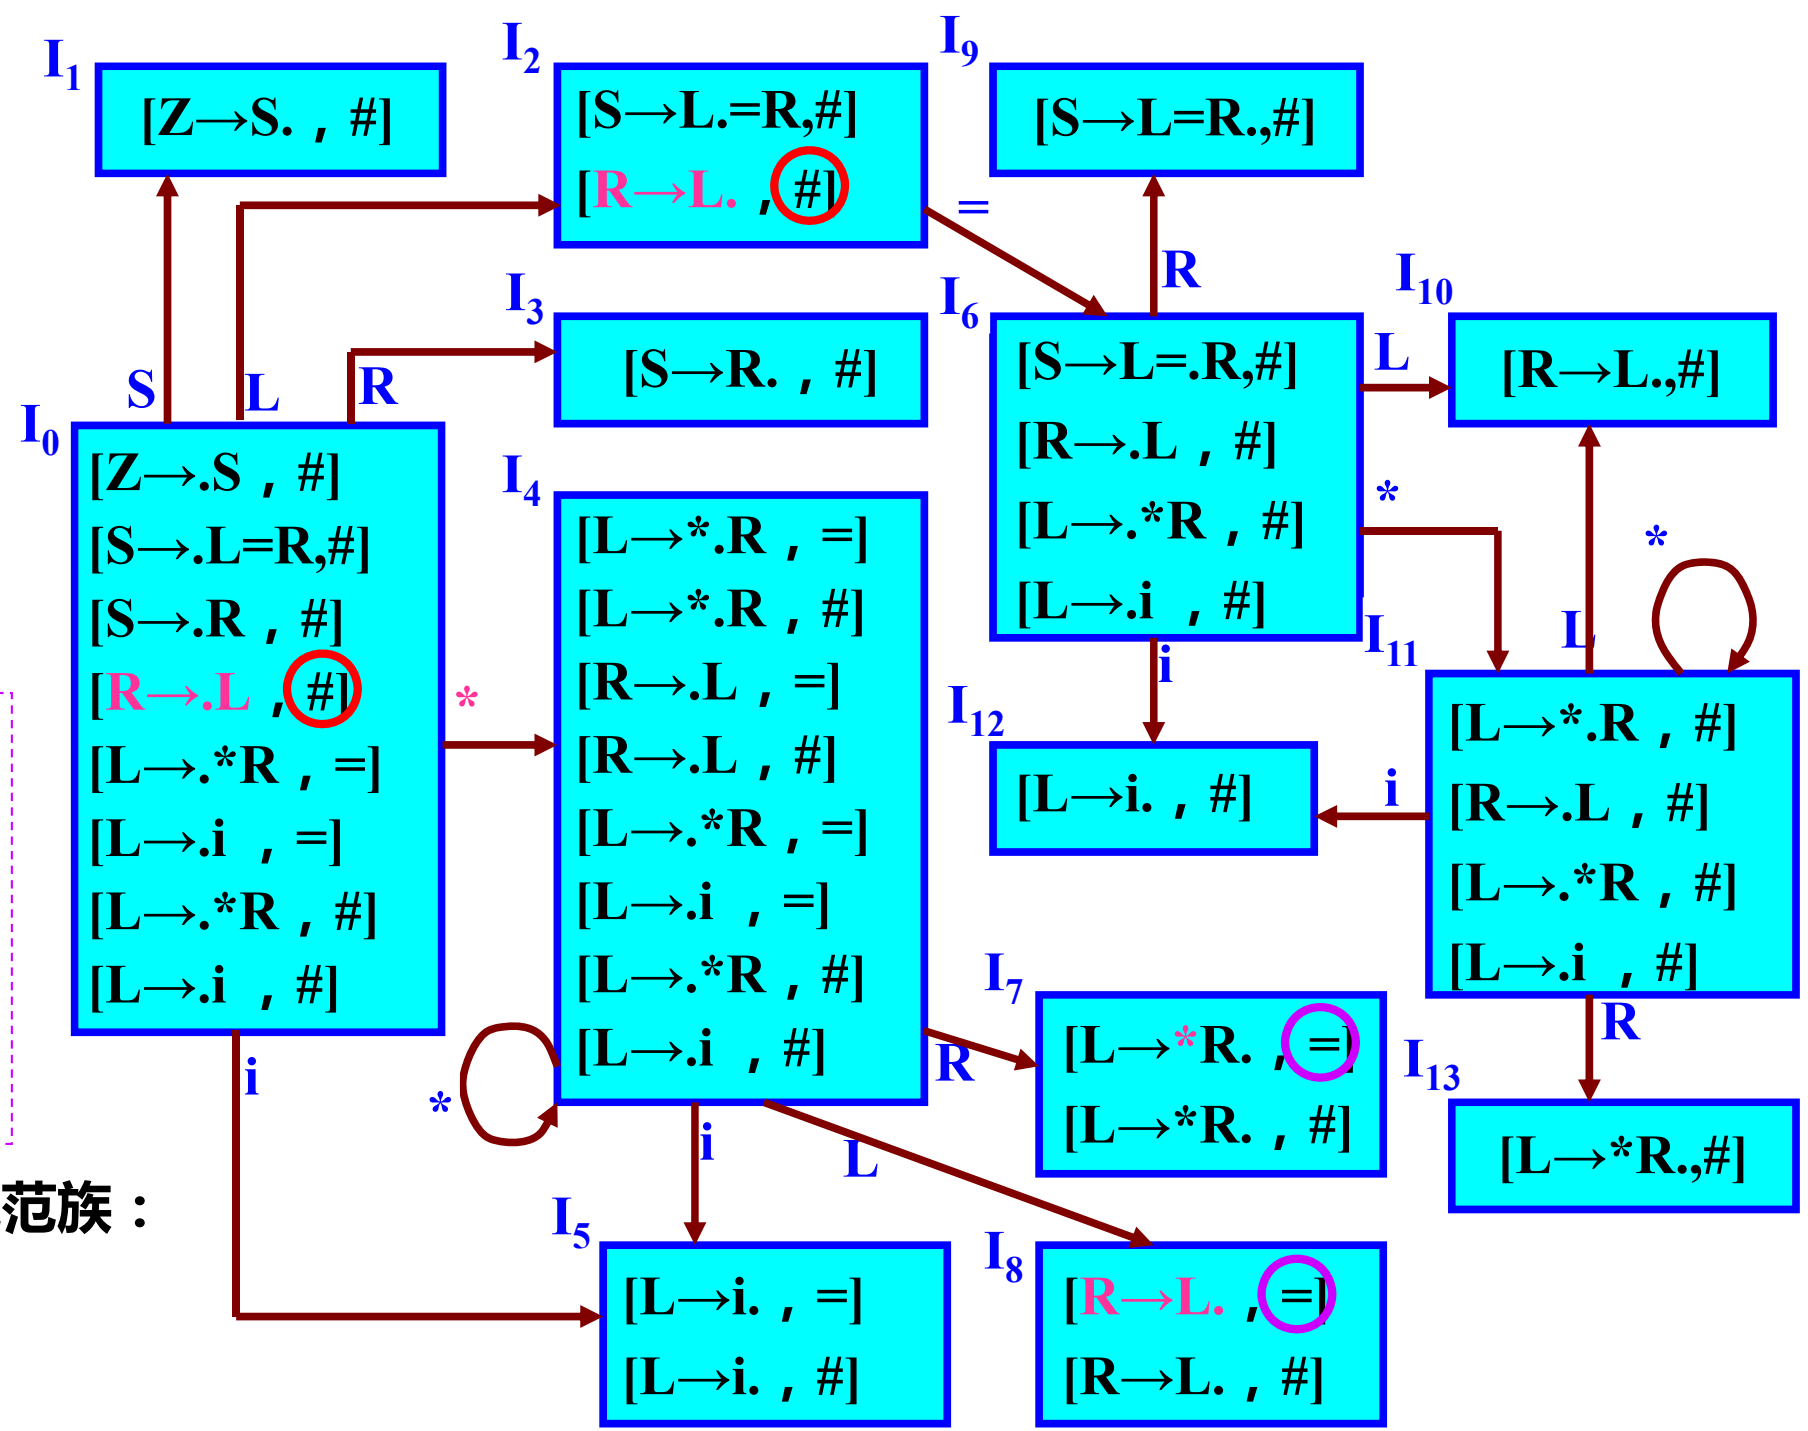 I1
[Z→S. , #]
I2
[S→L.=R,#]
[R→L. , #]
I9
[S→L=R.,#]
=
R
I3
[S→R. , #]
S
L
R
I0
[Z→.S , #]
[S→.L=R,#]
[S→.R , #]
[R→.L , #]
[L→.*R , =]
[L→.i , =]
[L→.*R , #]
[L→.i , #]
*
i
I4
[L→*.R , =]
[L→*.R , #]
[R→.L , =]
[R→.L , #]
[L→.*R , =]
[L→.i , =]
[L→.*R , #]
[L→.i , #]
*
i
L
R
I6
[S→L=.R,#]
[R→.L , #]
[L→.*R , #]
[L→.i , #]
L
*
i
I10
[R→L.,#]
I12
[L→i. , #]
i
L
*
I11
[L→*.R , #]
[R→.L , #]
[L→.*R , #]
[L→.i , #]
R
I7
[L→*R. , =]
[L→*R. , #]
I13
[L→*R.,#]
范族：
I5
[L→i. , =]
[L→i. , #]
I8
[R→L. , =]
[R→L. , #]